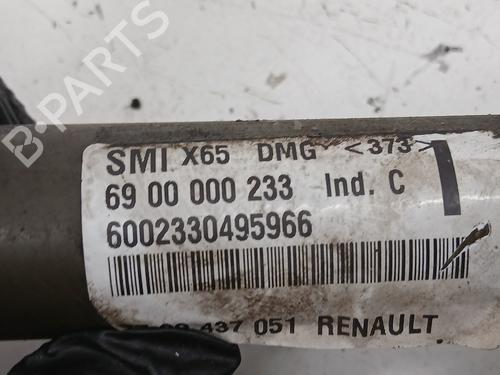 B-PARTS
SMI X65 DMG <373>
69 00 000 233 Ind. C
6002330495966
437 051 RENAULT